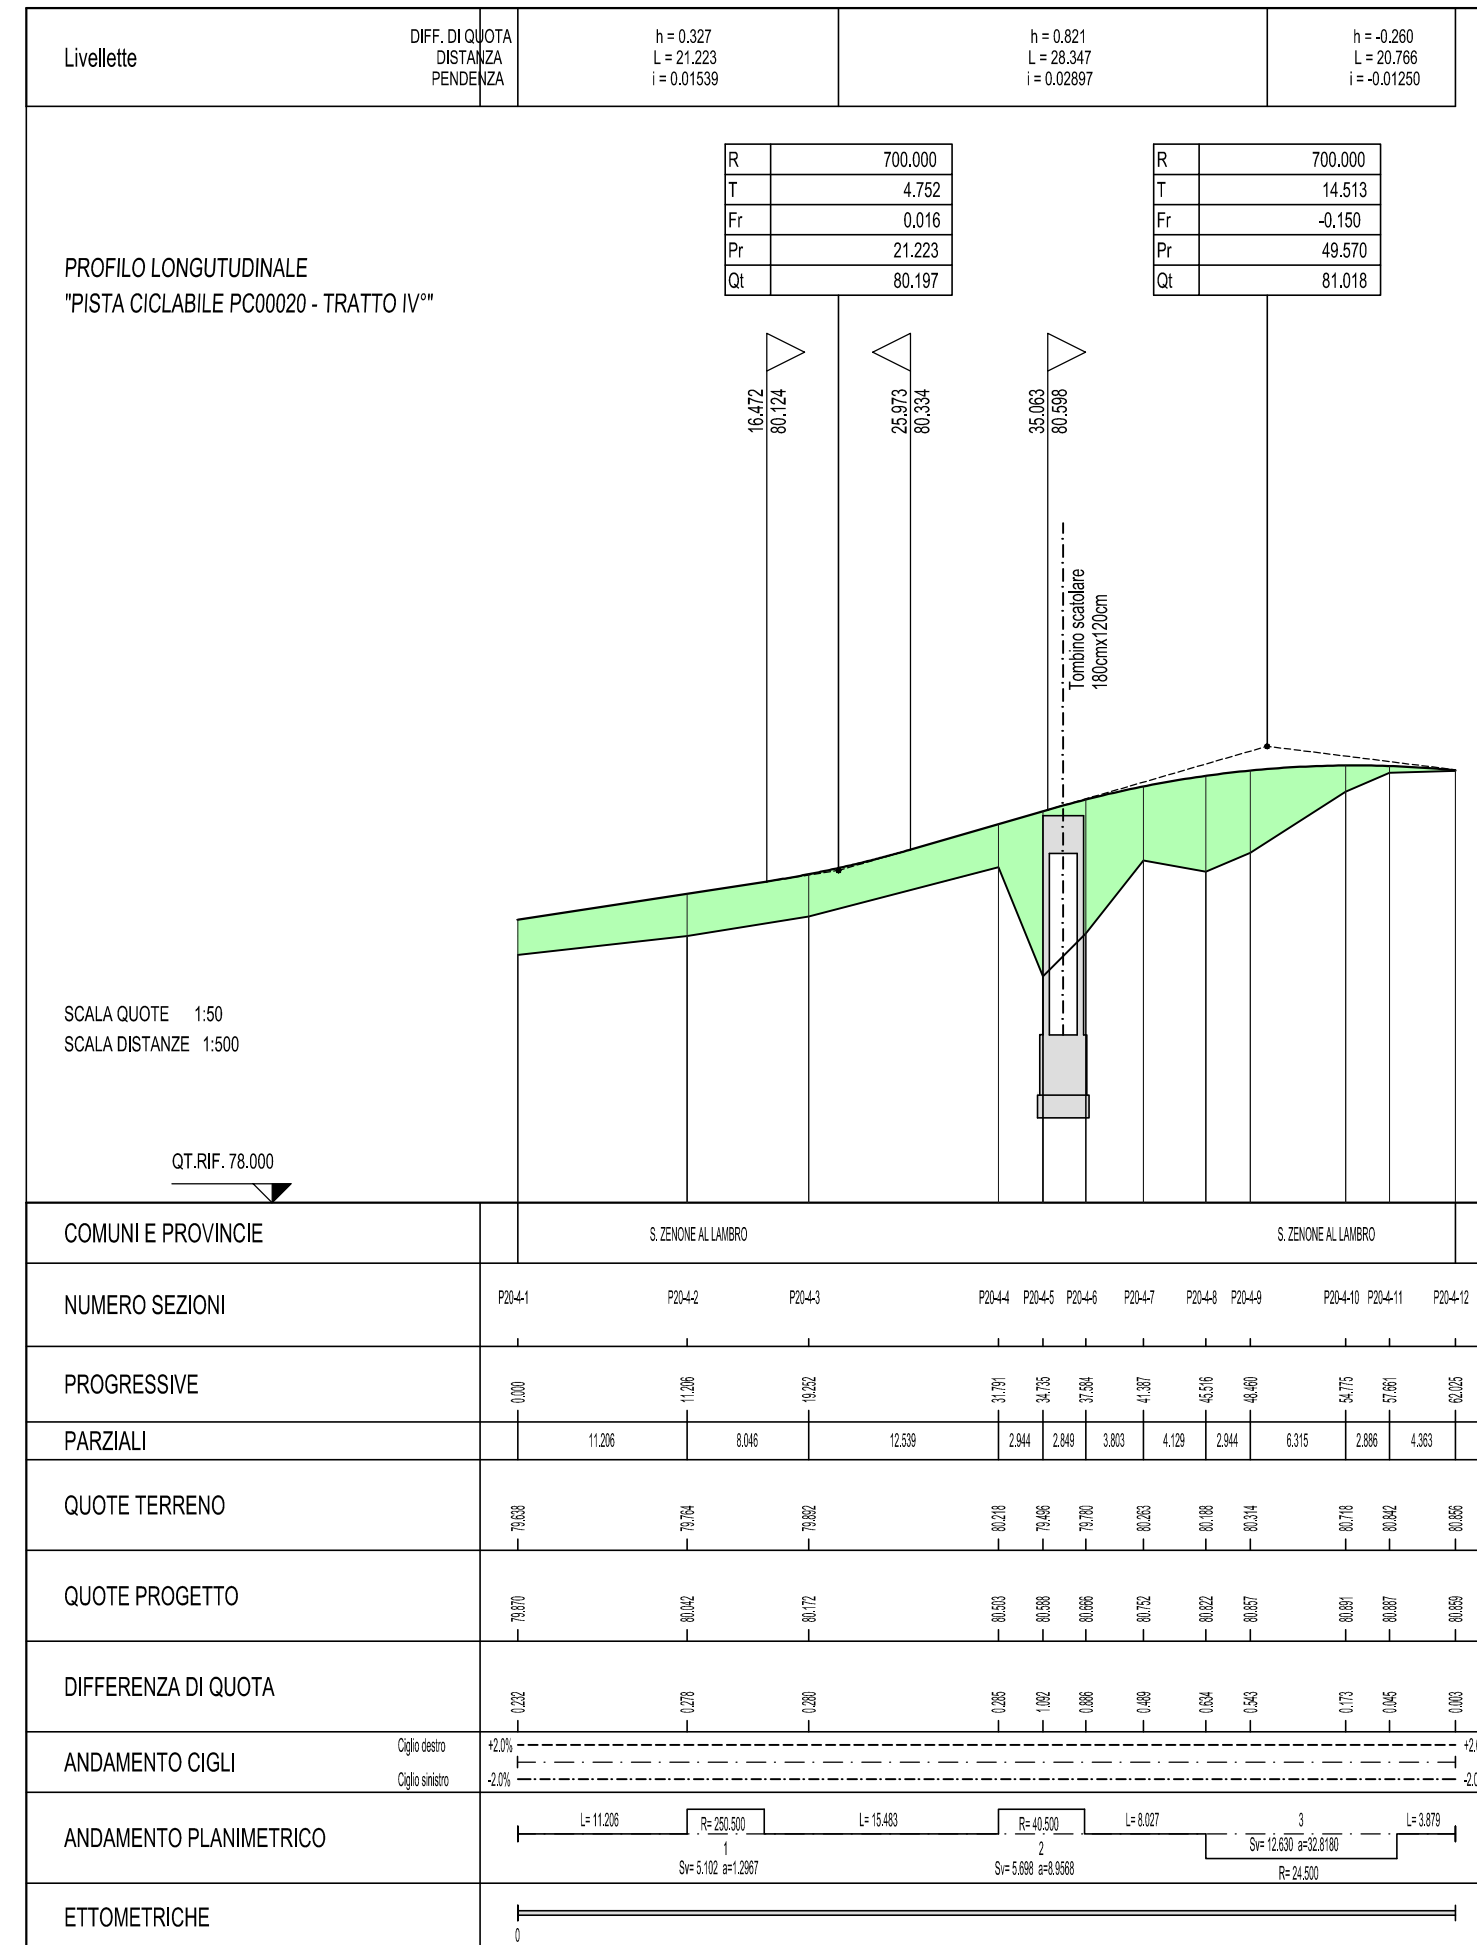 Livellette
DIFF. DI QUOTA
DISTANZA
PENDENZA
h = 0.327
L = 21.223
i = 0.01539
h = 0.821
L = 28.347
i = 0.02897
h = -0.260
L = 20.766
i = -0.01250
R 700.000
T 4.752
Fr 0.016
Pr 21.223
Qt 80.197
R 700.000
T 14.513
Fr -0.150
Pr 49.570
Qt 81.018
PROFILO LONGUTUDINALE
"PISTA CICLABILE PC00020 - TRATTO IV°"
16.472
80.124
25.973
80.334
35.063
80.598
Tombino scatolare
180cmx120cm
SCALA QUOTE 1:50
SCALA DISTANZE 1:500
QT.RIF. 78.000
COMUNI E PROVINCIE S. ZENONE AL LAMBRO S. ZENONE AL LAMBRO
NUMERO SEZIONI P20-4-1 P20-4-2 P20-4-3 P20-4-4 P20-4-5 P20-4-6 P20-4-7 P20-4-8 P20-4-9 P20-4-10 P20-4-11 P20-4-12
PROGRESSIVE 0.000 11.206 19.252 31.791 34.735 37.584 41.387 45.516 48.460 54.775 57.661 62.025
PARZIALI 11.206 8.046 12.539 2.944 2.849 3.803 4.129 2.944 6.315 2.886 4.363
QUOTE TERRENO 79.638 79.764 79.892 80.218 79.496 79.780 80.263 80.188 80.314 80.718 80.842 80.856
QUOTE PROGETTO 79.870 80.042 80.172 80.503 80.588 80.666 80.752 80.822 80.857 80.891 80.887 80.859
DIFFERENZA DI QUOTA 0.232 0.278 0.280 0.285 1.092 0.886 0.489 0.634 0.543 0.173 0.045 0.003
ANDAMENTO CIGLI
Ciglio destro +2.0% +2.0
Ciglio sinistro -2.0% -2.0
ANDAMENTO PLANIMETRICO
L= 11.206 R= 250.500 L= 15.483 R= 40.500 L= 8.027 3 L= 3.879
1 2 Sv= 12.630 a=32.8180
Sv= 5.102 a=1.2967 Sv= 5.698 a=8.9568 R= 24.500
ETTOMETRICHE
0